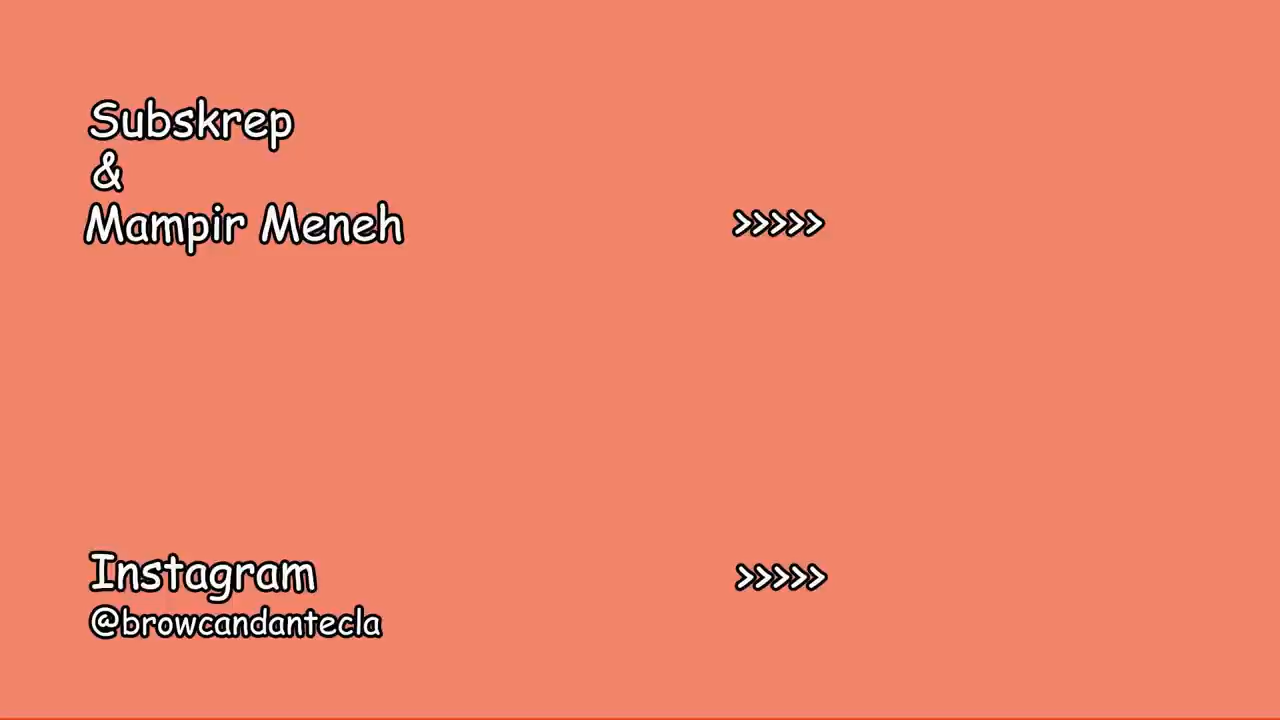 Subskrep
&
Mampir Meneh
>>>>>
Instagram
>>>>>
@browcandantecla